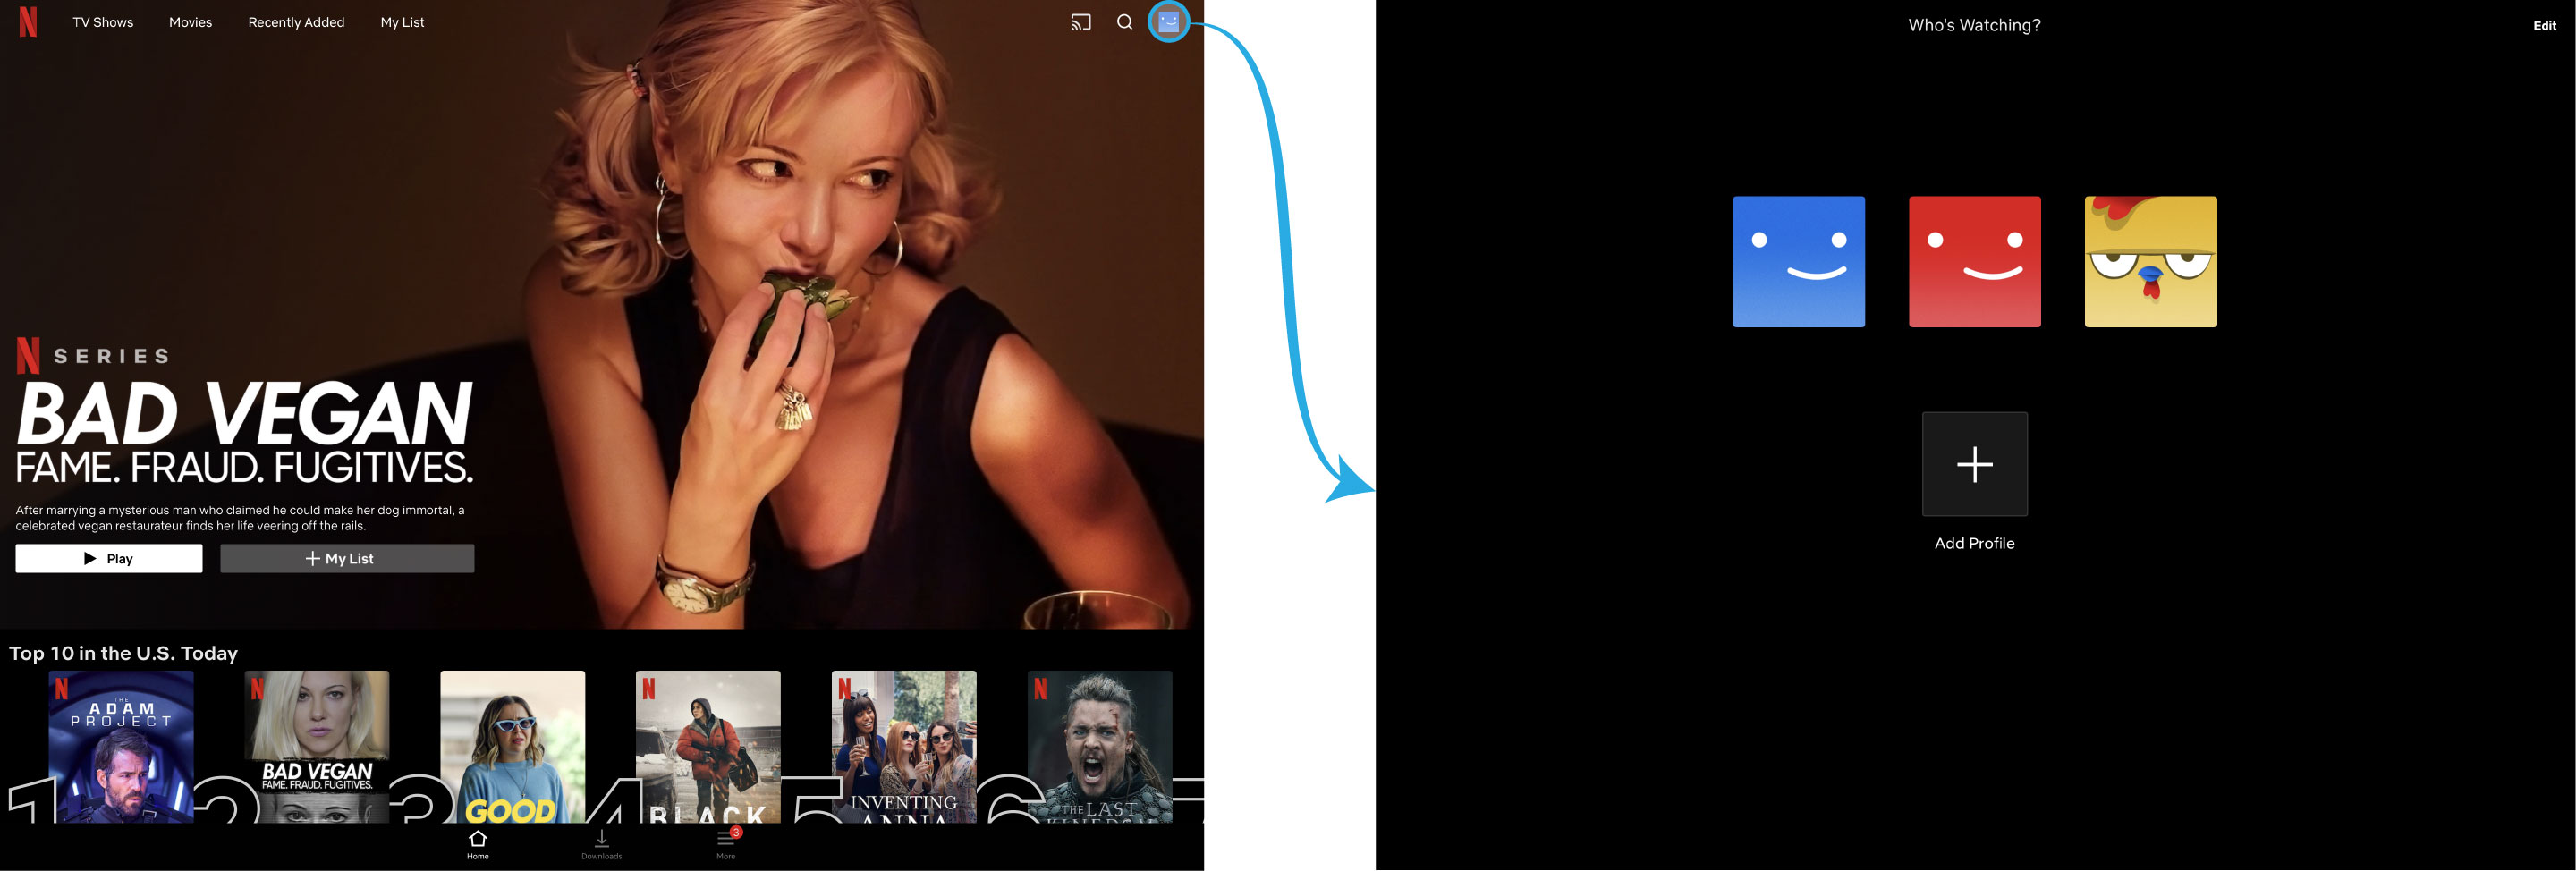 TV Shows
Movies
Recently Added
My List
N SERIES
BAD VEGAN
FAME. FRAUD. FUGITIVES.
After marrying a mysterious man who claimed he could make her dog immortal, a
celebrated vegan restaurateur finds her life veering off the rails.
Play
My List
Top 10 in the U.S. Today
1
N
THE
ADAM
PROJECT
2
N
BAD VEGAN
FAME. FRAUD. FUGITIVES.
3
GOOD
4
N
BLACK
5
N
INVENTING
ANNA
6
N
THE LAST
KINGDOM
Home
Downloads
3
More
Who's Watching?
Edit
Add Profile